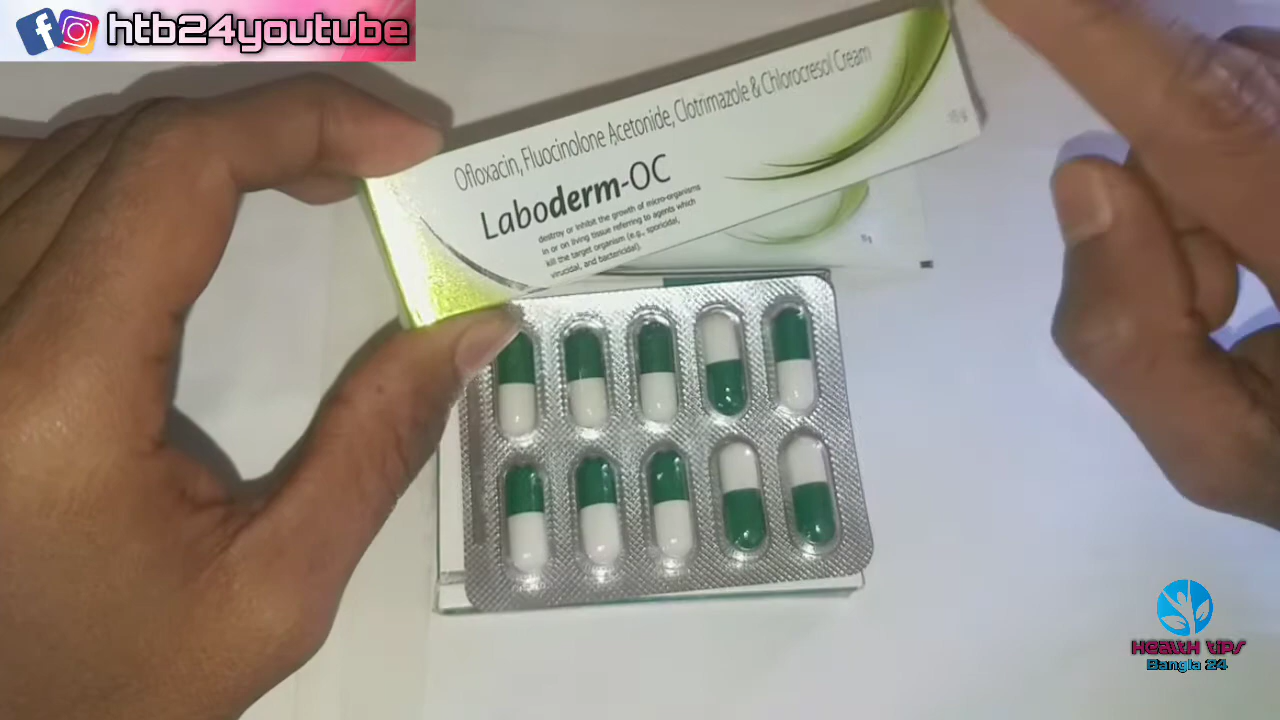 htb24youtube
Ofloxacin, Fluocinolone Acetonide, Clotrimazole & Chlorocresol Cream
Laboderm-OC
destroy or inhibit the growth of micro-organisms
in or on living tissue referring to agents which
kill the target organism (e.g., sporicidal,
virucidal, and bactericidal).
HEALTH TIPS
Bangla 24